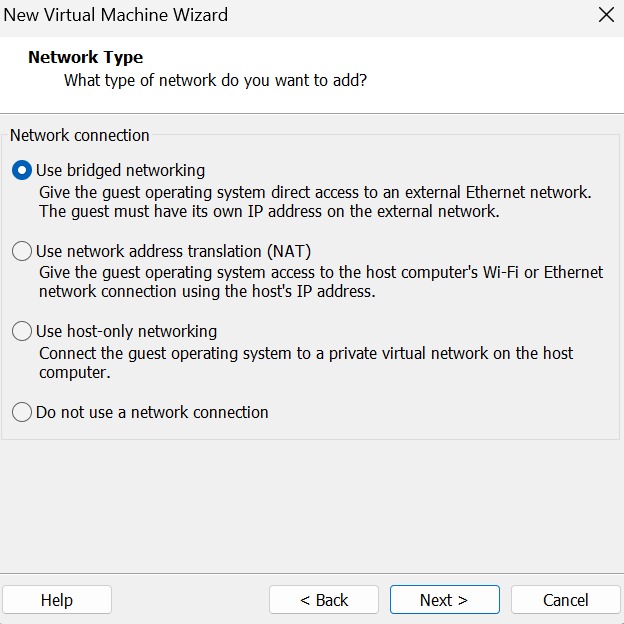 New Virtual Machine Wizard
Network Type
What type of network do you want to add?
Network connection
Use bridged networking
Give the guest operating system direct access to an external Ethernet network.
The guest must have its own IP address on the external network.
Use network address translation (NAT)
Give the guest operating system access to the host computer's Wi-Fi or Ethernet
network connection using the host's IP address.
Use host-only networking
Connect the guest operating system to a private virtual network on the host
computer.
Do not use a network connection
Help
< Back
Next >
Cancel